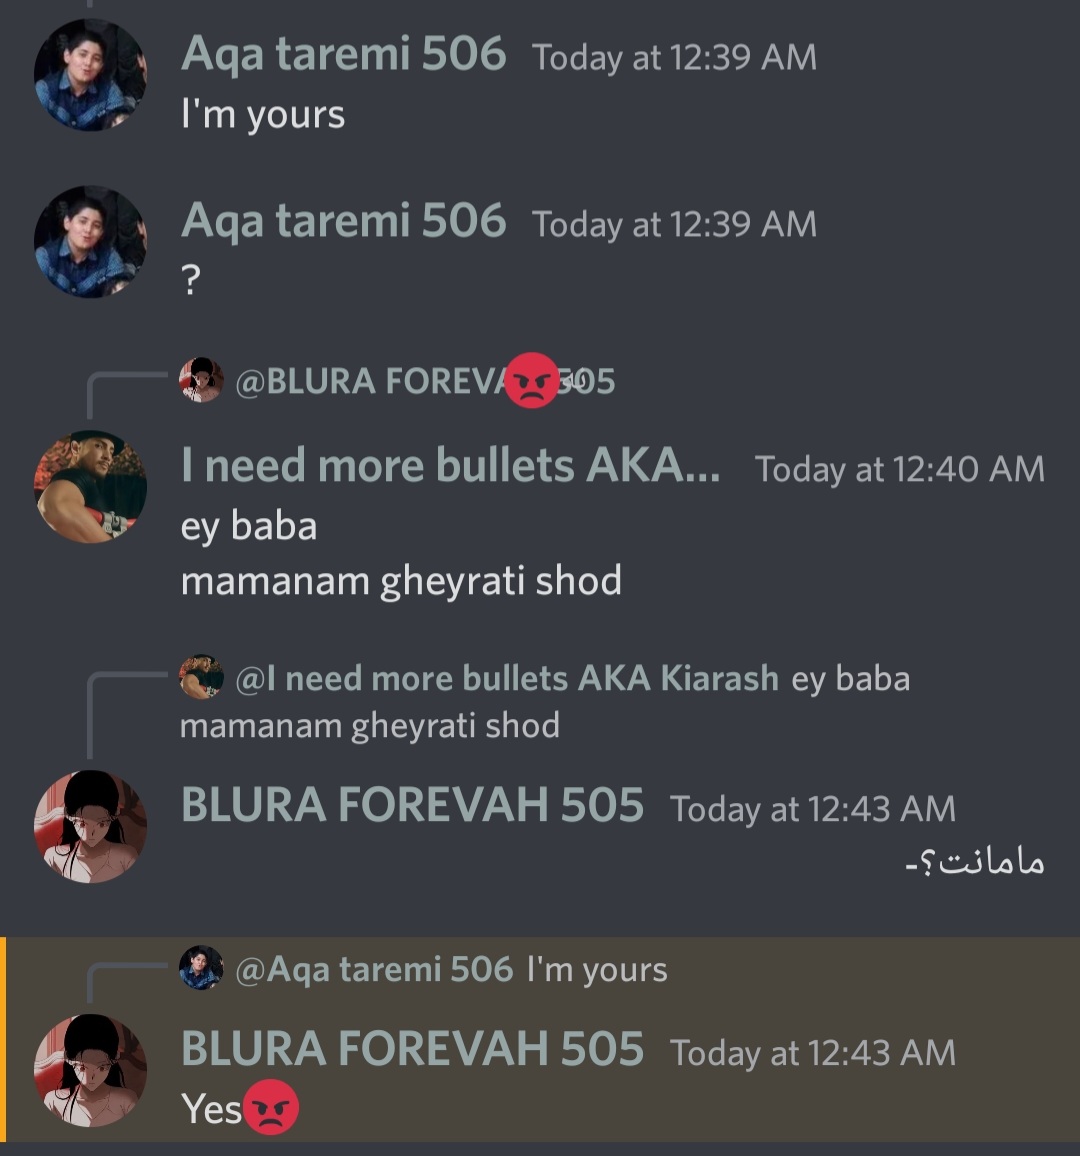 Aqa taremi 506 Today at 12:39 AM
I'm yours
Aqa taremi 506 Today at 12:39 AM
?
@BLURA FOREVA😡505
I need more bullets AKA... Today at 12:40 AM
ey baba
mamanam gheyrati shod
@I need more bullets AKA Kiarash ey baba
mamanam gheyrati shod
BLURA FOREVAH 505 Today at 12:43 AM
مامانت؟-
@Aqa taremi 506 I'm yours
BLURA FOREVAH 505 Today at 12:43 AM
Yes😡